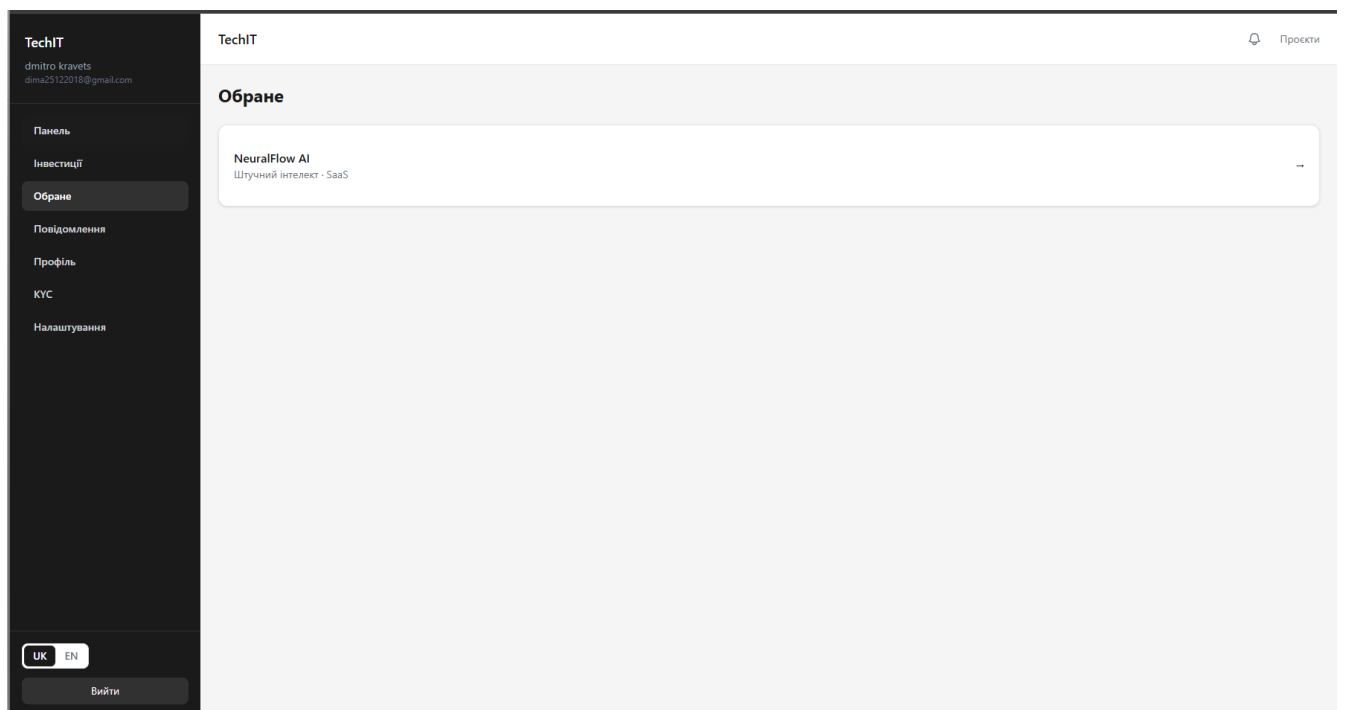 TechIT
dmitro kravets
dima25122018@gmail.com
Панель
Інвестиції
Обране
Повідомлення
Профіль
KYC
Налаштування
UK EN
Вийти
TechIT
Проєкти
Обране
NeuralFlow AI
Штучний інтелект · SaaS
→